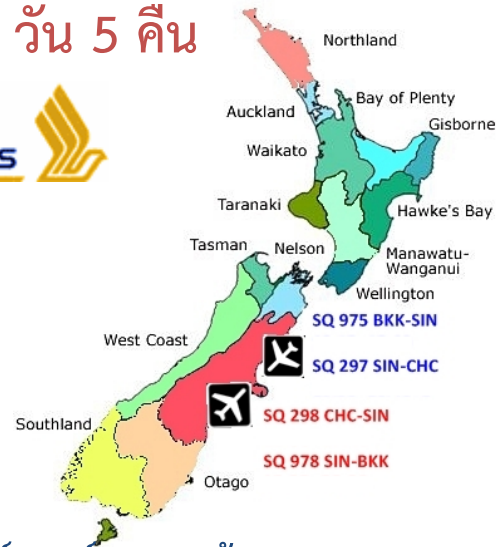 วัน 5 คืน
Northland
Auckland
Bay of Plenty
Gisborne
Waikato
Taranaki
Hawke's Bay
Tasman
Nelson
Manawatu-
Wanganui
Wellington
SQ 975 BKK-SIN
West Coast
SQ 297 SIN-CHC
SQ 298 CHC-SIN
Southland
SQ 978 SIN-BKK
Otago